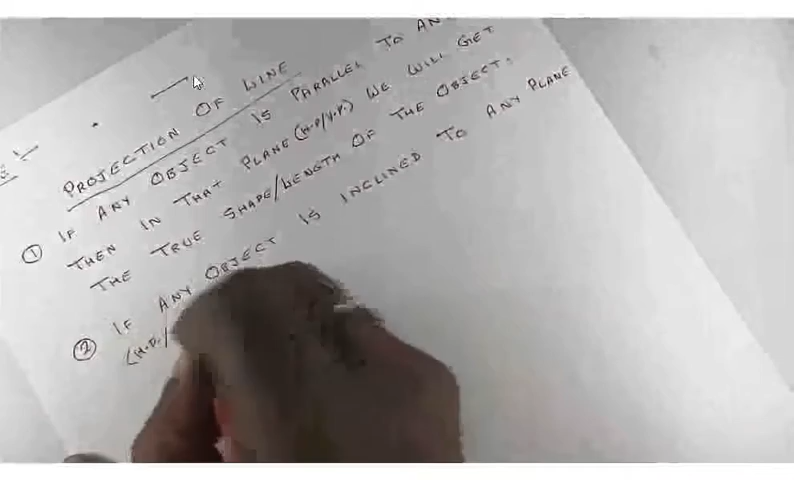 PROJECTION OF LINE
① IF ANY OBJECT IS PARALLEL TO AN
THEN IN THAT PLANE (H.P/V.P.) WE WILL GET
THE TRUE SHAPE/LENGTH OF THE OBJECT.
② IF ANY OBJECT IS INCLINED TO ANY PLANE
(H.P./